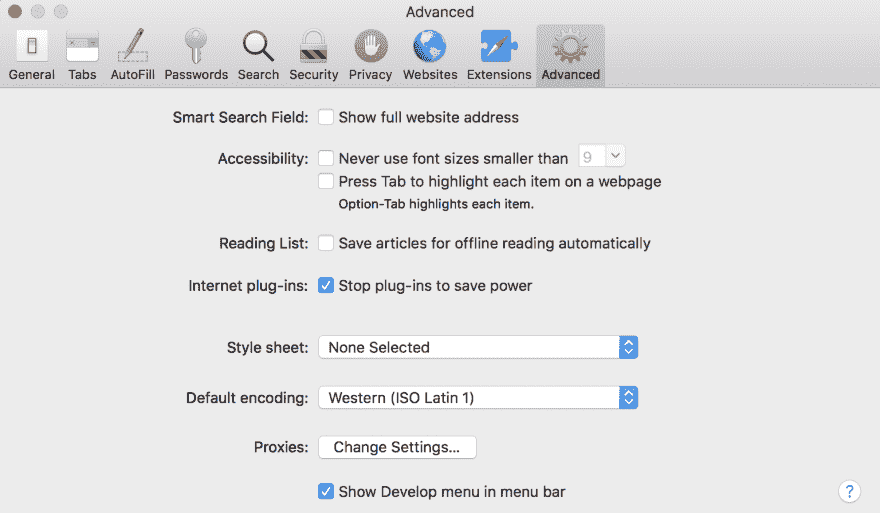 Advanced
General Tabs AutoFill Passwords Search Security Privacy Websites Extensions Advanced
Smart Search Field: Show full website address
Accessibility: Never use font sizes smaller than 9
Press Tab to highlight each item on a webpage
Option-Tab highlights each item.
Reading List: Save articles for offline reading automatically
Internet plug-ins: Stop plug-ins to save power
Style sheet: None Selected
Default encoding: Western (ISO Latin 1)
Proxies: Change Settings...
Show Develop menu in menu bar
?